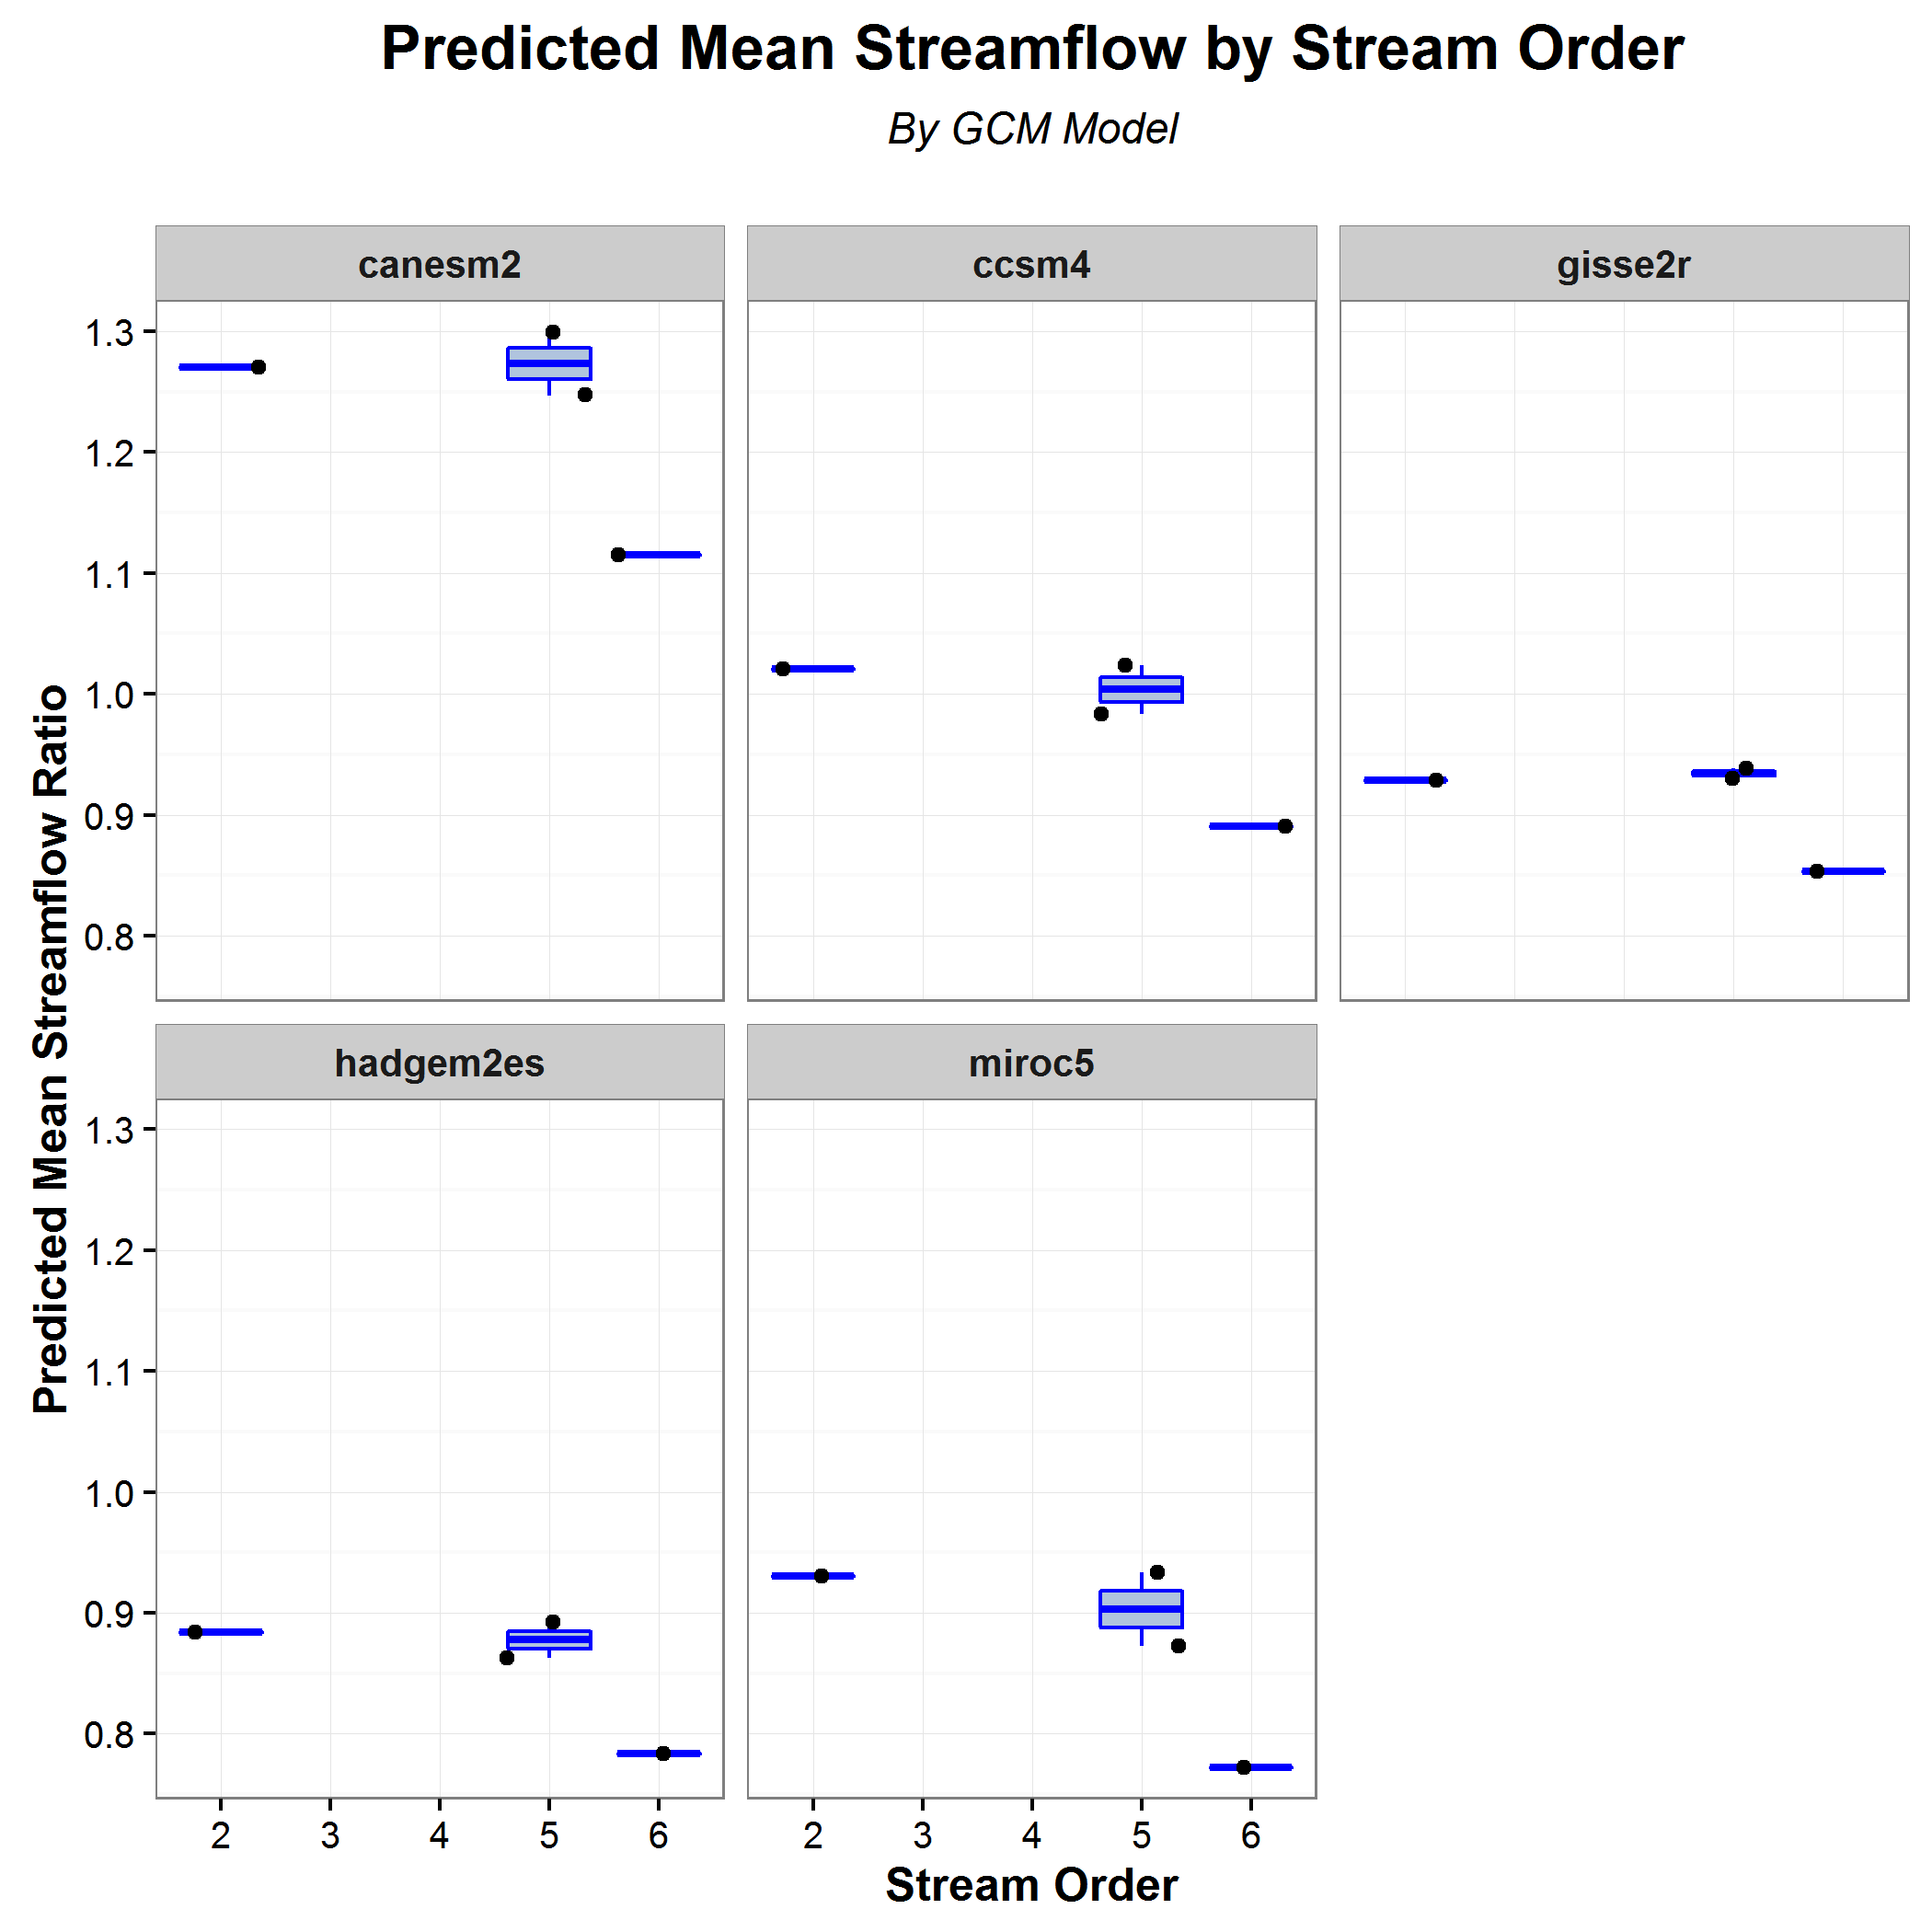 Predicted Mean Streamflow by Stream Order
By GCM Model
canesm2
ccsm4
gisse2r
1.3
1.2
1.1
1.0
0.9
0.8
hadgem2es
miroc5
1.3
1.2
1.1
1.0
0.9
0.8
2 3 4 5 6
2 3 4 5 6
Predicted Mean Streamflow Ratio
Stream Order